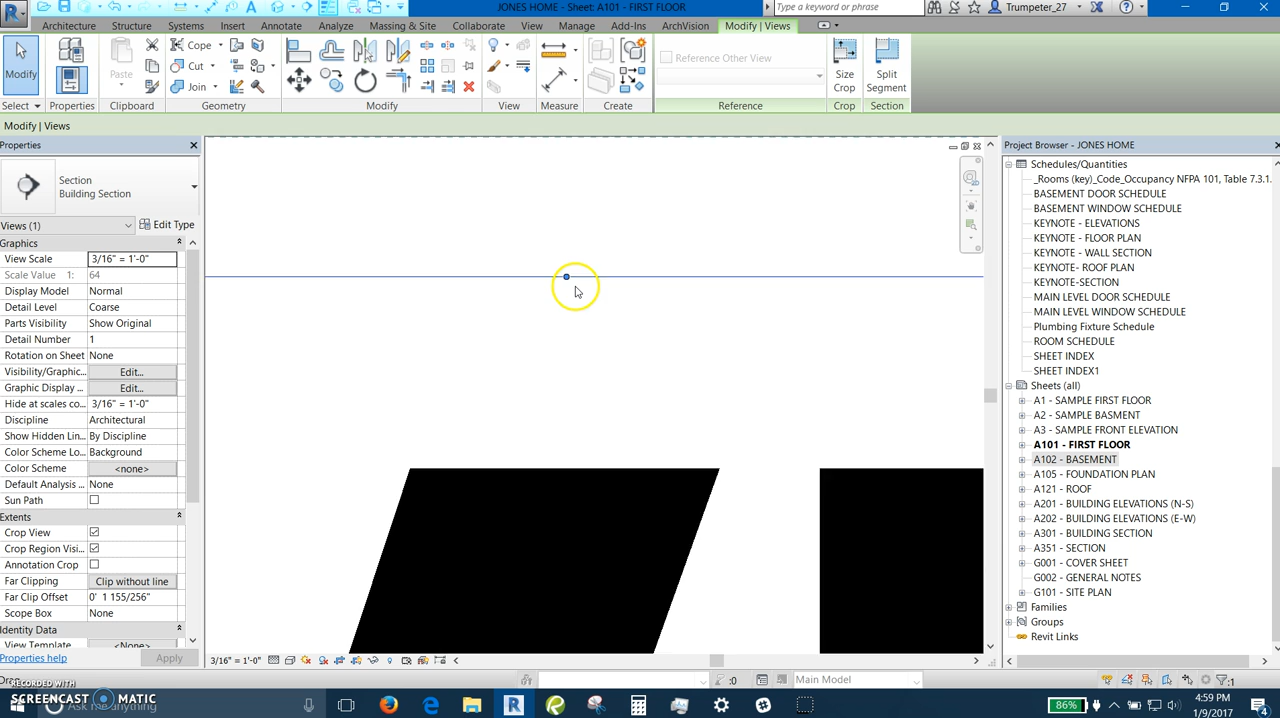 JONES HOME - Sheet: A101 - FIRST FLOOR
Type a keyword or phrase
Trumpeter_27
Architecture Structure Systems Insert Annotate Analyze Massing & Site Collaborate View Manage Add-Ins ArchVision Modify | Views
Modify
Paste
Cope
Cut
Join
Reference Other View
Size Crop
Split Segment
Select Properties Clipboard Geometry Modify View Measure Create Reference Crop Section
Modify | Views
Properties
Section
Building Section
Views (1)
Edit Type
Graphics
View Scale 3/16" = 1'-0"
Scale Value 1: 64
Display Model Normal
Detail Level Coarse
Parts Visibility Show Original
Detail Number 1
Rotation on Sheet None
Visibility/Graphic... Edit...
Graphic Display ... Edit...
Hide at scales co... 3/16" = 1'-0"
Discipline Architectural
Show Hidden Lin... By Discipline
Color Scheme Lo... Background
Color Scheme <none>
Default Analysis ... None
Sun Path
Extents
Crop View
Crop Region Visi...
Annotation Crop
Far Clipping Clip without line
Far Clip Offset 0' 1 155/256"
Scope Box None
Identity Data
View Template <None>
Properties help
Apply
3/16" = 1'-0"
Project Browser - JONES HOME
Schedules/Quantities
_Rooms (key)_Code_Occupancy NFPA 101, Table 7.3.1.
BASEMENT DOOR SCHEDULE
BASEMENT WINDOW SCHEDULE
KEYNOTE - ELEVATIONS
KEYNOTE - FLOOR PLAN
KEYNOTE - WALL SECTION
KEYNOTE- ROOF PLAN
KEYNOTE-SECTION
MAIN LEVEL DOOR SCHEDULE
MAIN LEVEL WINDOW SCHEDULE
Plumbing Fixture Schedule
ROOM SCHEDULE
SHEET INDEX
SHEET INDEX1
Sheets (all)
A1 - SAMPLE FIRST FLOOR
A2 - SAMPLE BASMENT
A3 - SAMPLE FRONT ELEVATION
A101 - FIRST FLOOR
A102 - BASEMENT
A105 - FOUNDATION PLAN
A121 - ROOF
A201 - BUILDING ELEVATIONS (N-S)
A202 - BUILDING ELEVATIONS (E-W)
A301 - BUILDING SECTION
A351 - SECTION
G001 - COVER SHEET
G002 - GENERAL NOTES
G101 - SITE PLAN
Families
Groups
Revit Links
:0
Main Model
:1
RECORDED WITH
SCREENCAST MATIC
Ask me anything
86%
4:59 PM
1/9/2017
4